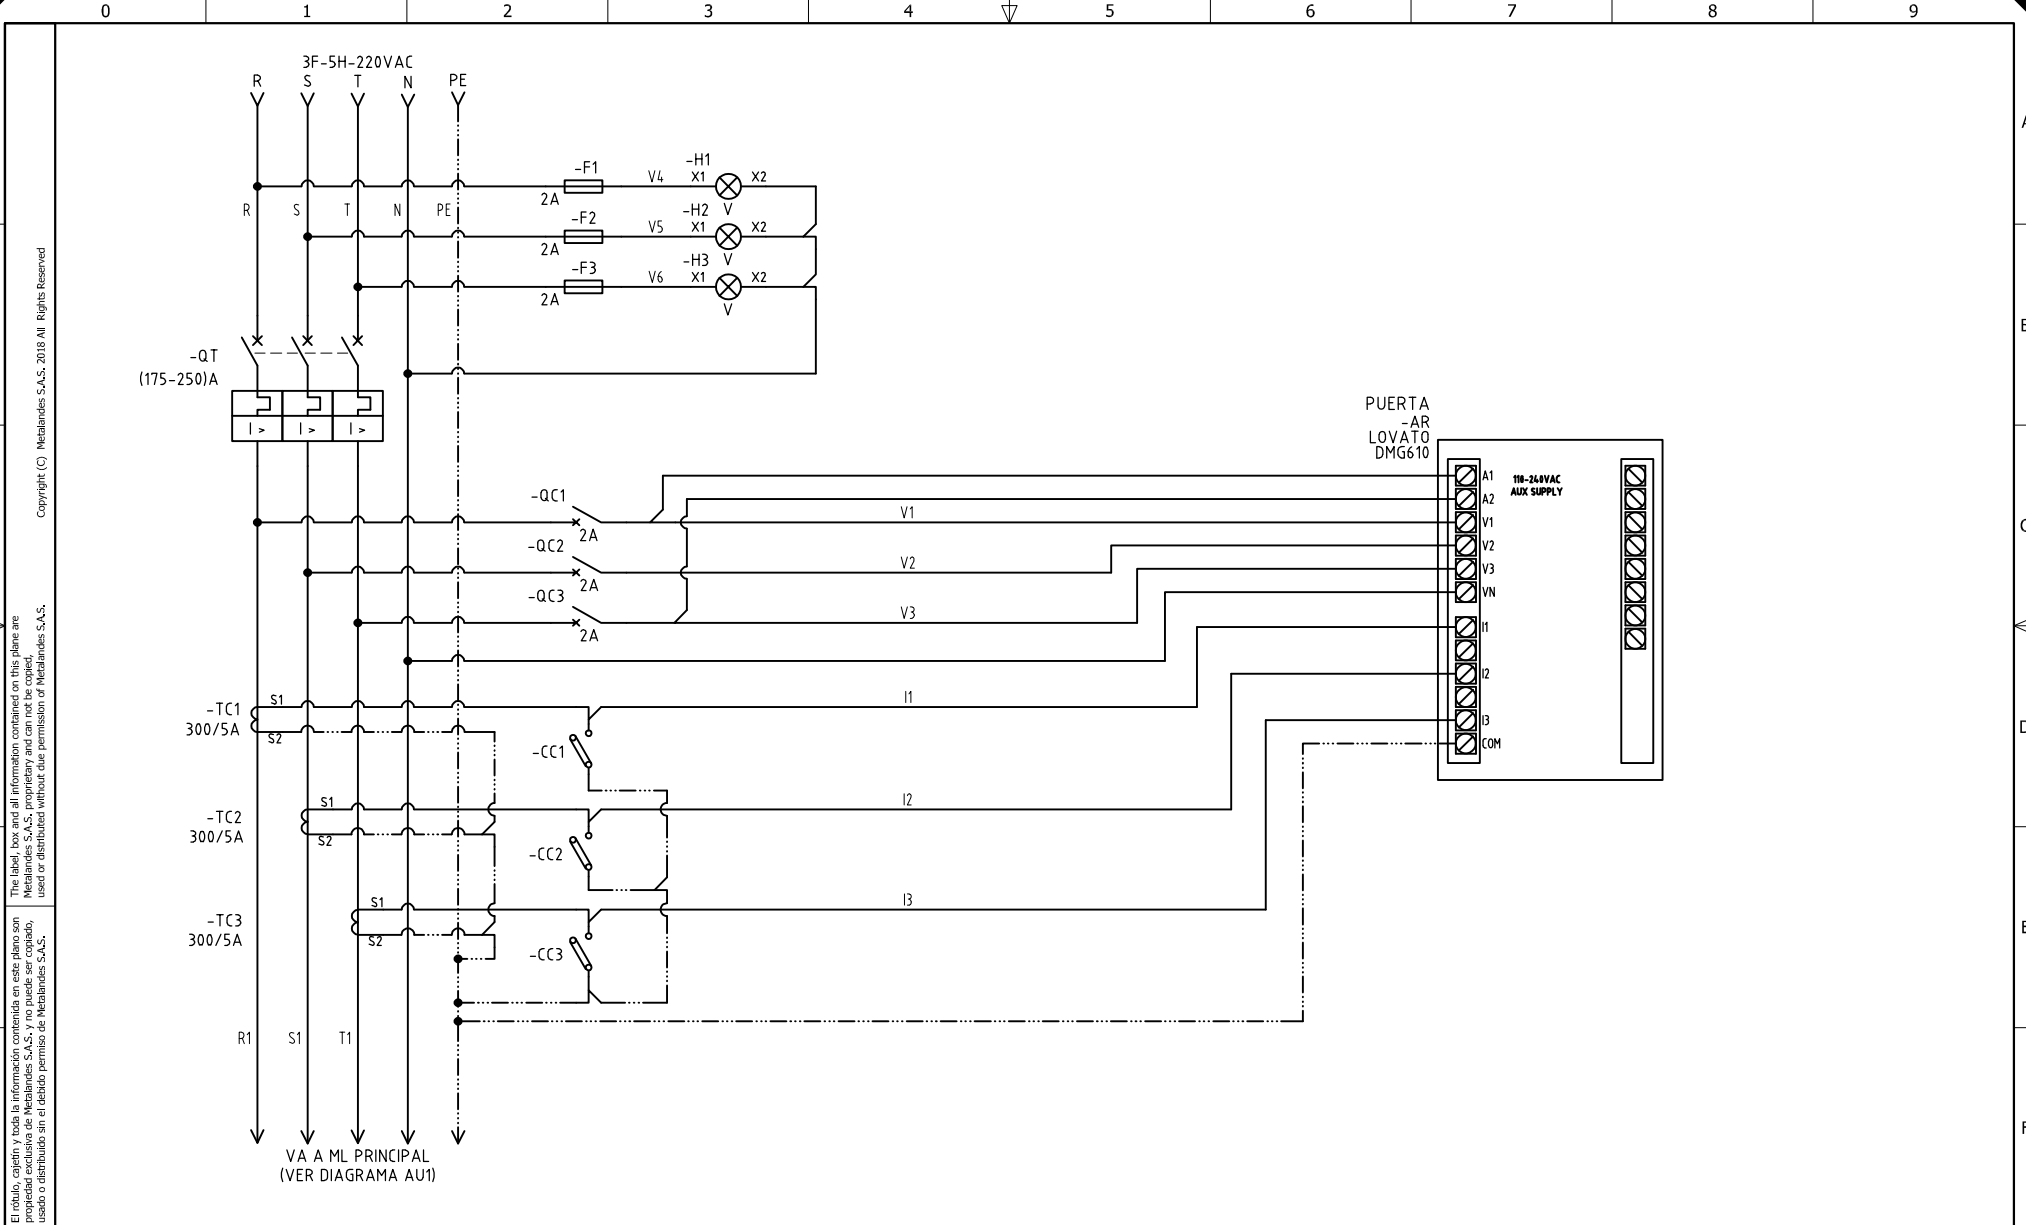 0 1 2 3 4 5 6 7 8 9
3F-5H-220VAC
R S T N PE
-F1
2A
V4
-H1
X1 X2
V
R S T N PE
-F2
2A
V5
-H2
X1 X2
V
-F3
2A
V6
-H3
X1 X2
V
-QT
(175-250)A
I > I > I >
PUERTA
-AR
LOVATO
DMG610
A1
110-240VAC
AUX SUPPLY
A2
V1
V2
V3
VN
I1
I2
I3
COM
-QC1
2A
V1
-QC2
2A
V2
-QC3
2A
V3
-TC1
300/5A
S1
S2
I1
-CC1
-TC2
300/5A
S1
S2
I2
-CC2
-TC3
300/5A
S1
S2
I3
-CC3
R1 S1 T1
VA A ML PRINCIPAL
(VER DIAGRAMA AU1)
Copyright (C) Metalandes S.A.S. 2018 All Rights Reserved
The label, box and all information contained on this plane are
Metalandes S.A.S. proprietary and can not be copied,
used or distributed without due permission of Metalandes S.A.S.
El rótulo, cajetín y toda la información contenida en este plano son
propiedad exclusiva de Metalandes S.A.S. y no puede ser copiado,
usado o distribuido sin el debido permiso de Metalandes S.A.S.